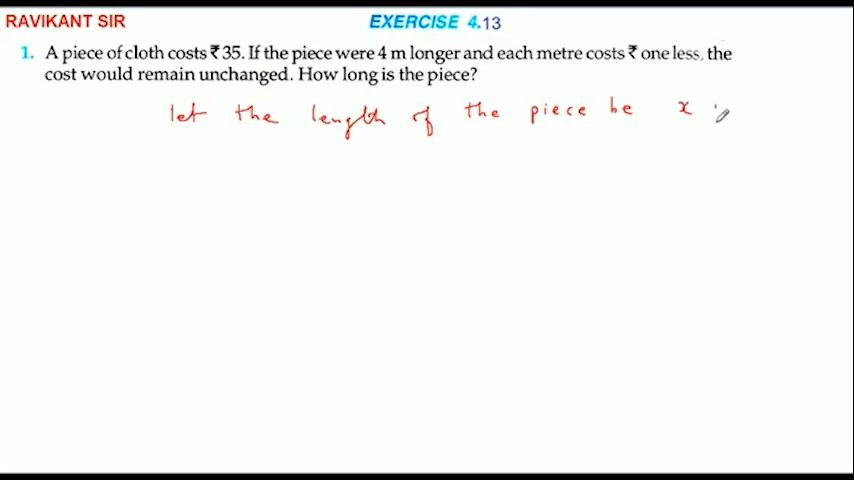 RAVIKANT SIR EXERCISE 4.13
1. A piece of cloth costs ₹ 35. If the piece were 4 m longer and each metre costs ₹ one less, the
cost would remain unchanged. How long is the piece?
let the length of the piece be x